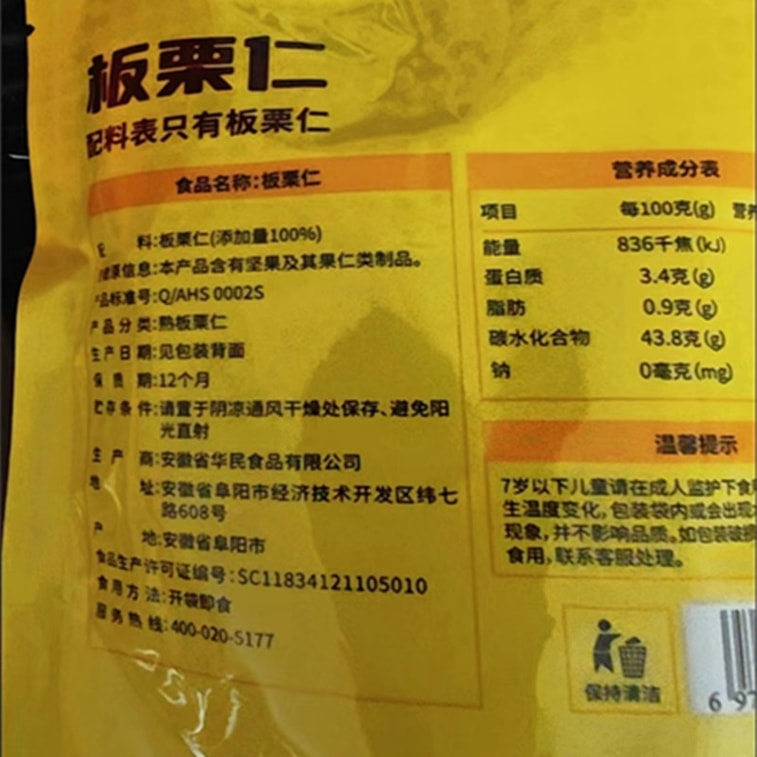 板栗仁
配料表只有板栗仁
食品名称:板栗仁
料:板栗仁(添加量100%)
信息:本产品含有坚果及其果仁类制品。
产品标准号:Q/AHS 0002S
产品分类:熟板栗仁
生产日期:见包装背面
保质期:12个月
贮存条件:请置于阴凉通风干燥处保存、避免阳
光直射
生产商:安徽省华民食品有限公司
地址:安徽省阜阳市经济技术开发区纬七
路608号
产地:安徽省阜阳市
食品生产许可证编号:SC11834121105010
食用方法:开袋即食
服务热线:400-020-5177
营养成分表
项目 每100克(g) 营养
能量 836千焦(kJ)
蛋白质 3.4克(g)
脂肪 0.9克(g)
碳水化合物 43.8克(g)
钠 0毫克(mg)
温馨提示
7岁以下儿童请在成人监护下食
生温度变化,包装袋内或会出现
现象,并不影响品质。如包装破损
食用,联系客服处理。
保持清洁
6 97